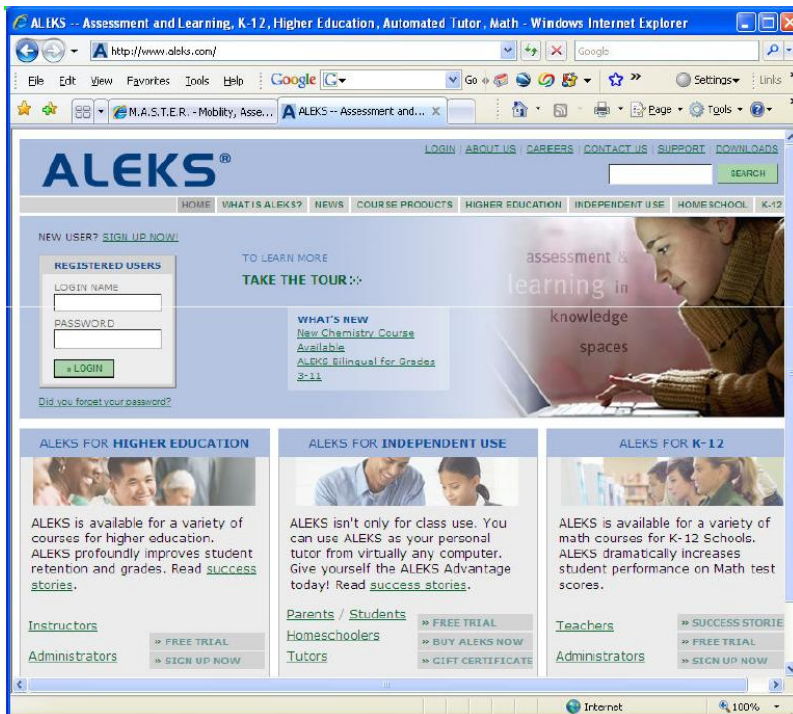 ALEKS -- Assessment and Learning, K-12, Higher Education, Automated Tutor, Math - Windows Internet Explorer
http://www.aleks.com/
Google
File Edit View Favorites Tools Help Google G Go Settings Links
M.A.S.T.E.R. - Mobility, Asse... ALEKS -- Assessment and... X Page Tools
LOGIN | ABOUT US | CAREERS | CONTACT US | SUPPORT | DOWNLOADS
ALEKS®
SEARCH
HOME WHAT IS ALEKS? NEWS COURSE PRODUCTS HIGHER EDUCATION INDEPENDENT USE HOMESCHOOL K-12
NEW USER? SIGN UP NOW!
REGISTERED USERS
LOGIN NAME
PASSWORD
» LOGIN
Did you forget your password?
TO LEARN MORE
TAKE THE TOUR >>
WHAT'S NEW
New Chemistry Course
Available
ALEKS Bilingual for Grades
3-11
assessment &
learning in
knowledge
spaces
ALEKS FOR HIGHER EDUCATION
ALEKS is available for a variety of
courses for higher education.
ALEKS profoundly improves student
retention and grades. Read success
stories.
Instructors
Administrators
» FREE TRIAL
» SIGN UP NOW
ALEKS FOR INDEPENDENT USE
ALEKS isn't only for class use. You
can use ALEKS as your personal
tutor from virtually any computer.
Give yourself the ALEKS Advantage
today! Read success stories.
Parents / Students
Homeschoolers
Tutors
» FREE TRIAL
» BUY ALEKS NOW
» GIFT CERTIFICATE
ALEKS FOR K-12
ALEKS is available for a variety of
math courses for K-12 Schools.
ALEKS dramatically increases
student performance on Math test
scores.
Teachers
Administrators
» SUCCESS STORIE
» FREE TRIAL
» SIGN UP NOW
Internet 100%